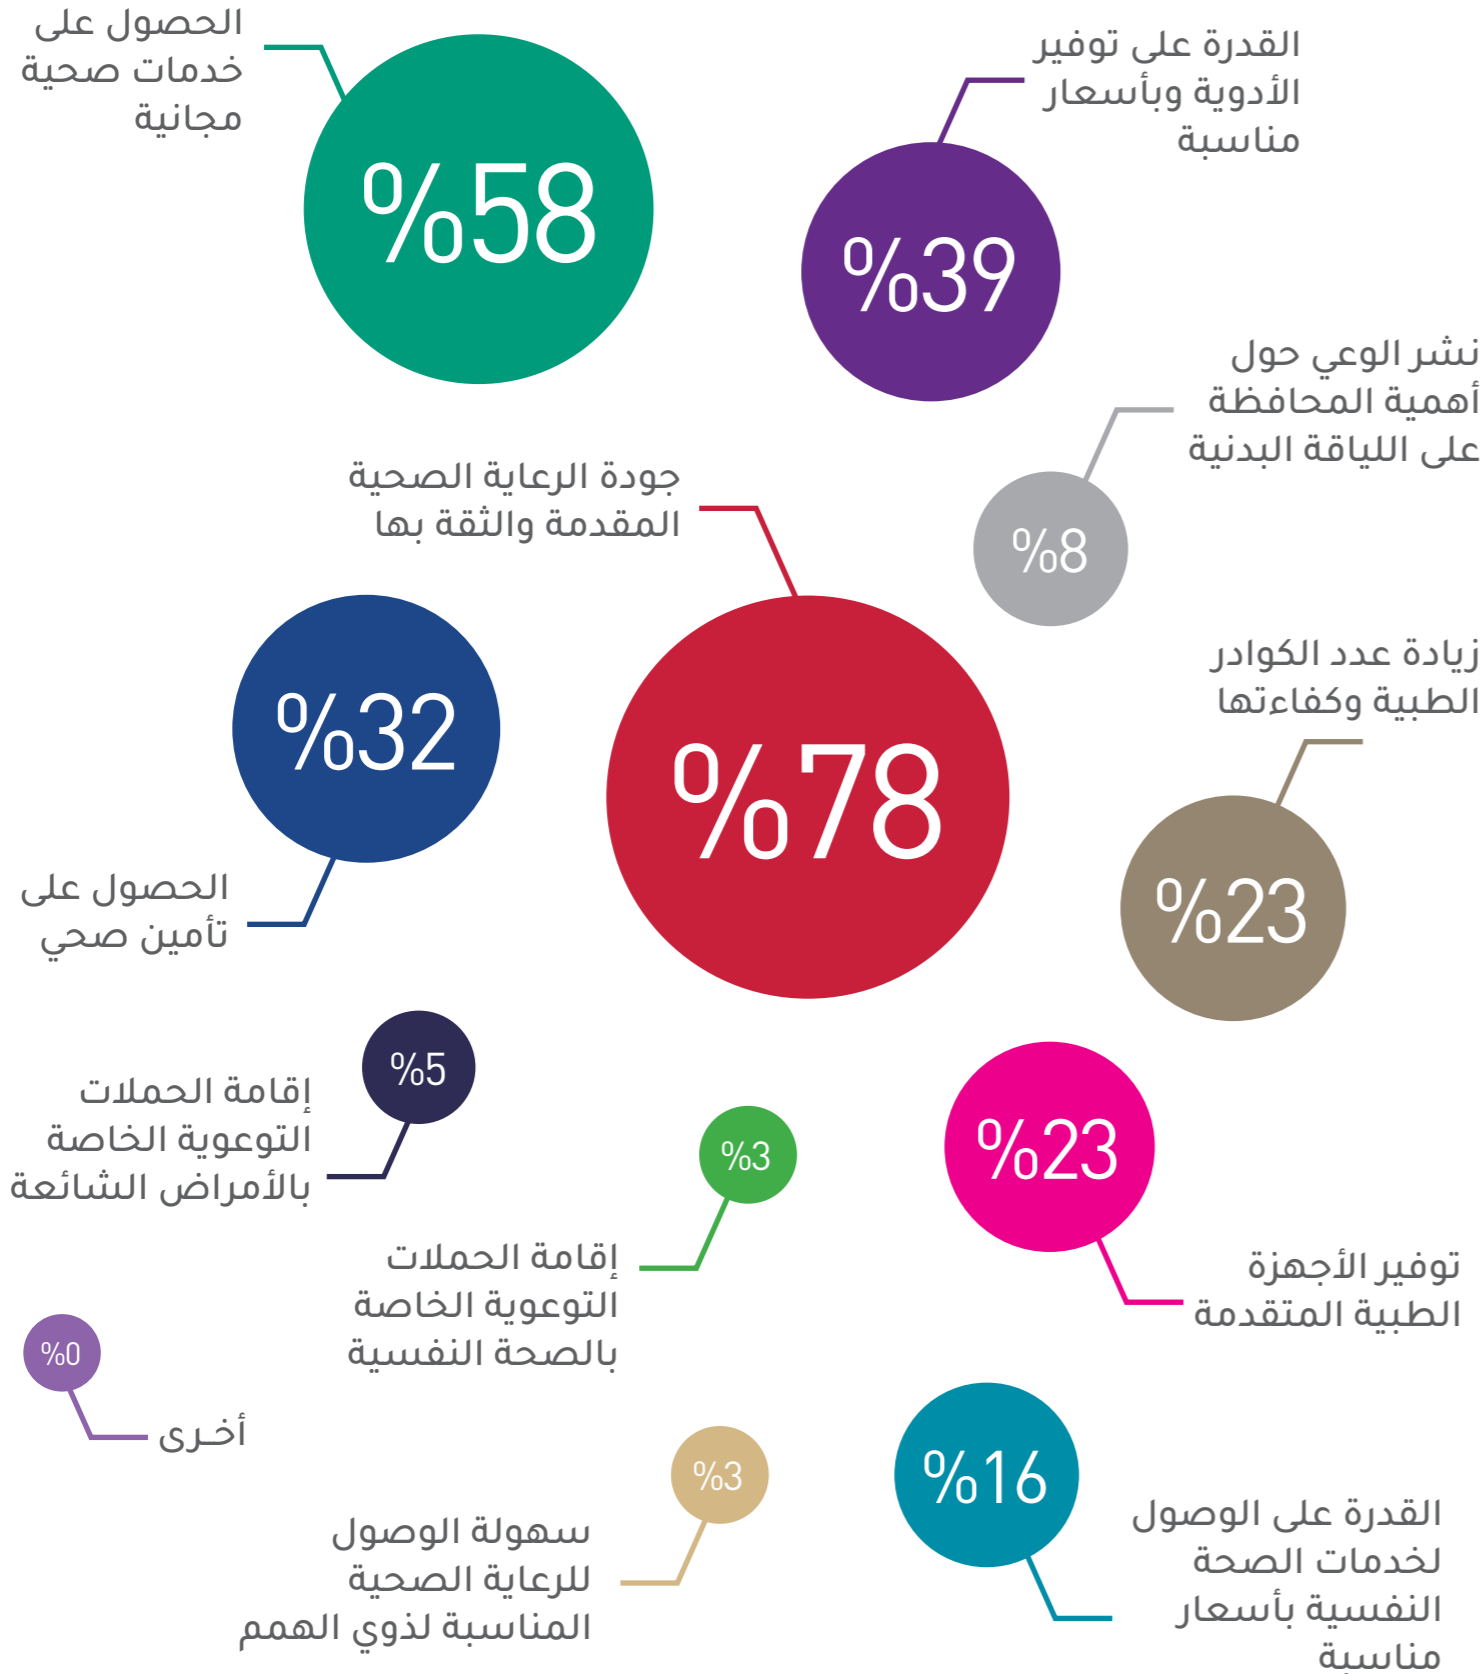 الحصول على
خدمات صحية
مجانية
%58
القدرة على توفير
الأدوية وبأسعار
مناسبة
%39
نشر الوعي حول
أهمية المحافظة
على اللياقة البدنية
%8
جودة الرعاية الصحية
المقدمة والثقة بها
%78
%32
الحصول على
تأمين صحي
زيادة عدد الكوادر
الطبية وكفاءتها
%23
%5
إقامة الحملات
التوعوية الخاصة
بالأمراض الشائعة
%3
إقامة الحملات
التوعوية الخاصة
بالصحة النفسية
%23
توفير الأجهزة
الطبية المتقدمة
%0
أخرى
%3
سهولة الوصول
للرعاية الصحية
المناسبة لذوي الهمم
%16
القدرة على الوصول
لخدمات الصحة
النفسية بأسعار
مناسبة